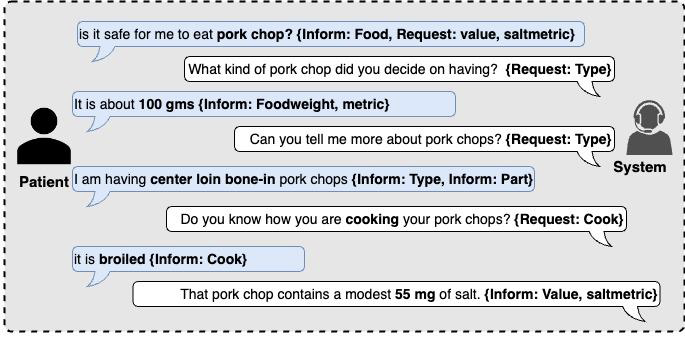 is it safe for me to eat pork chop? {Inform: Food, Request: value, saltmetric}
What kind of pork chop did you decide on having? {Request: Type}
It is about 100 gms {Inform: Foodweight, metric}
Can you tell me more about pork chops? {Request: Type}
Patient
System
I am having center loin bone-in pork chops {Inform: Type, Inform: Part}
Do you know how you are cooking your pork chops? {Request: Cook}
it is broiled {Inform: Cook}
That pork chop contains a modest 55 mg of salt. {Inform: Value, saltmetric}